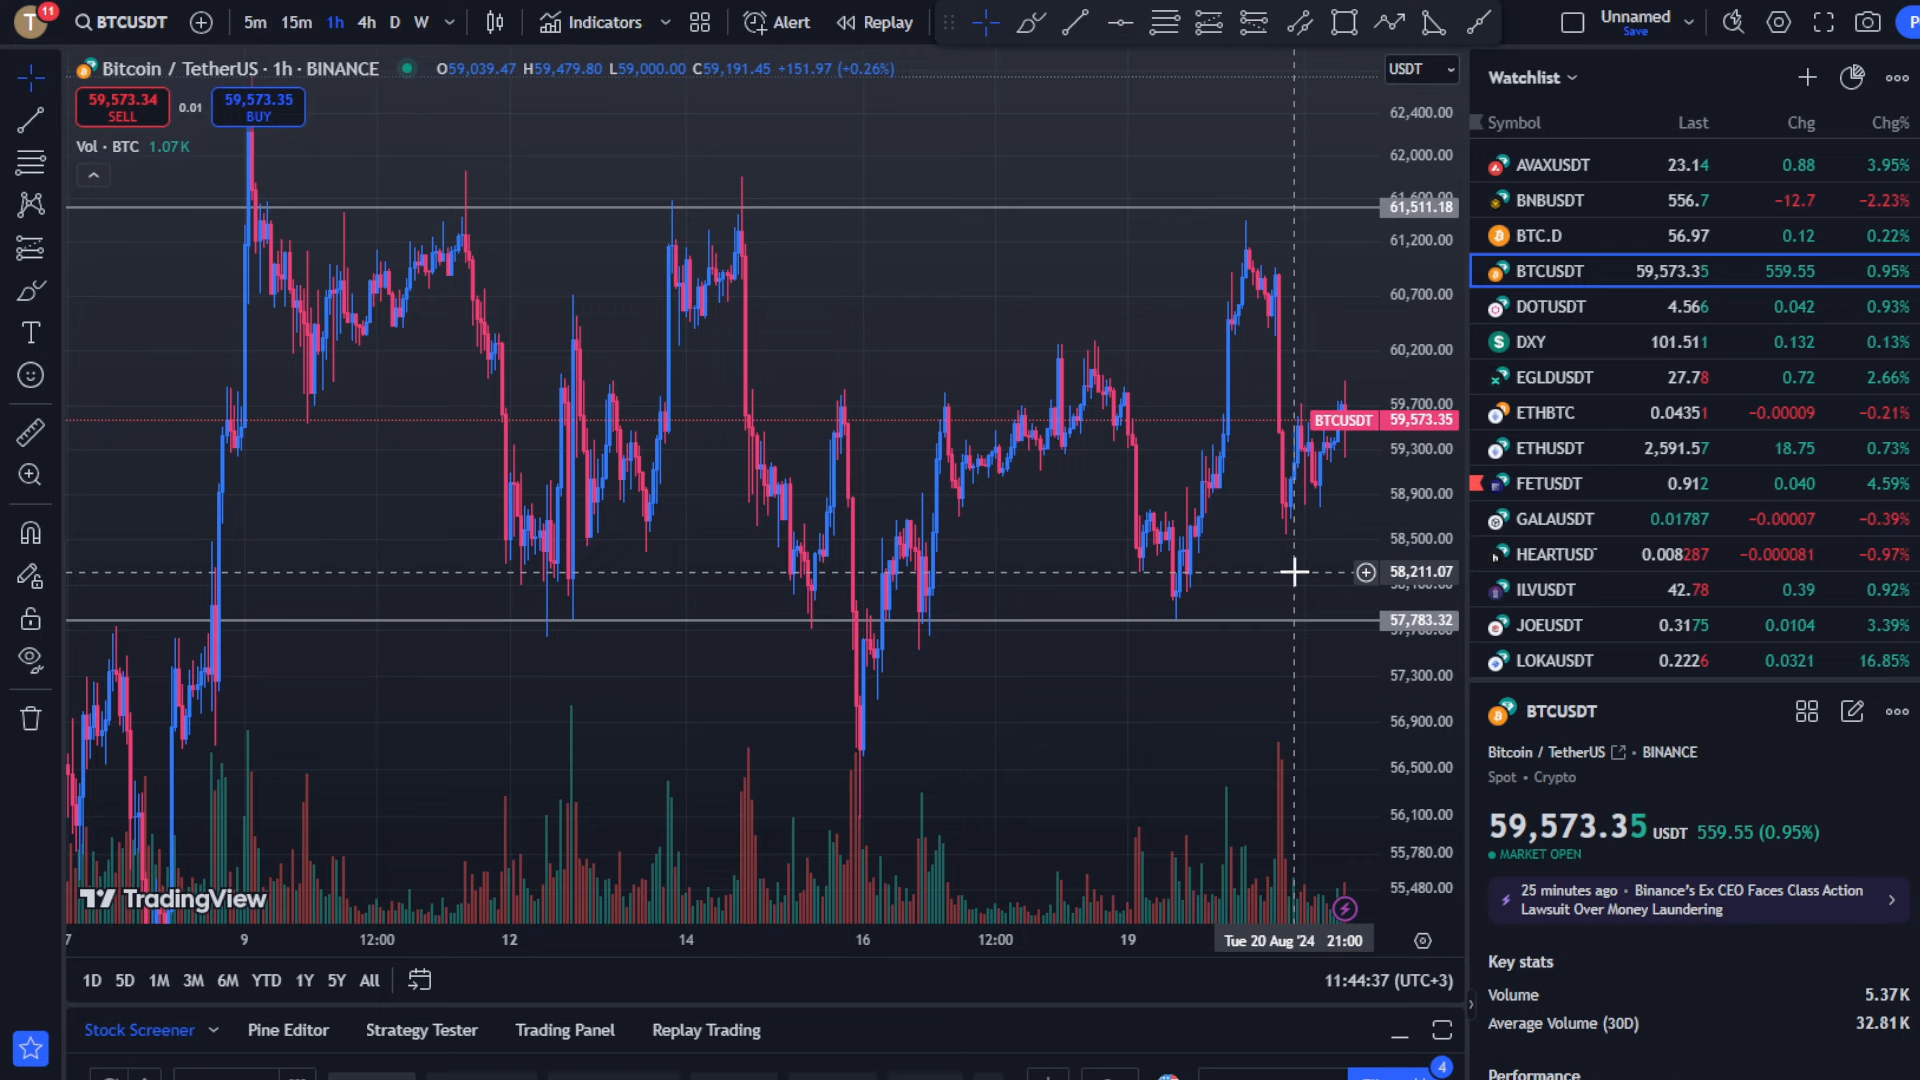 T
11
BTCUSDT
5m 15m 1h 4h D W
Indicators
Alert
Replay
Unnamed
Save
P
Bitcoin / TetherUS · 1h · BINANCE
O59,039.47 H59,479.80 L59,000.00 C59,191.45 +151.97 (+0.26%)
USDT
59,573.34
SELL
0.01
59,573.35
BUY
Vol · BTC 1.07K
62,400.00
62,000.00
61,600.00
61,511.18
61,200.00
60,700.00
60,200.00
59,700.00
BTCUSDT 59,573.35
59,300.00
58,900.00
58,500.00
58,211.07
58,100.00
57,783.32
57,300.00
56,900.00
56,500.00
56,100.00
55,780.00
55,480.00
TradingView
7 9 12:00 12 14 16 12:00 19 Tue 20 Aug '24 21:00
1D 5D 1M 3M 6M YTD 1Y 5Y All
11:44:37 (UTC+3)
Stock Screener Pine Editor Strategy Tester Trading Panel Replay Trading
4
Watchlist
Symbol Last Chg Chg%
AVAXUSDT 23.14 0.88 3.95%
BNBUSDT 556.7 −12.7 −2.23%
BTC.D 56.97 0.12 0.22%
BTCUSDT 59,573.35 559.55 0.95%
DOTUSDT 4.566 0.042 0.93%
DXY 101.511 0.132 0.13%
EGLDUSDT 27.78 0.72 2.66%
ETHBTC 0.04351 −0.00009 −0.21%
ETHUSDT 2,591.57 18.75 0.73%
FETUSDT 0.912 0.040 4.59%
GALAUSDT 0.01787 −0.00007 −0.39%
HEARTUSD 0.008287 −0.000081 −0.97%
ILVUSDT 42.78 0.39 0.92%
JOEUSDT 0.3175 0.0104 3.39%
LOKAUSDT 0.2226 0.0321 16.85%
BTCUSDT
Bitcoin / TetherUS • BINANCE
Spot • Crypto
59,573.35 USDT 559.55 (0.95%)
MARKET OPEN
25 minutes ago · Binance's Ex CEO Faces Class Action
Lawsuit Over Money Laundering
Key stats
Volume 5.37K
Average Volume (30D) 32.81K
Performance